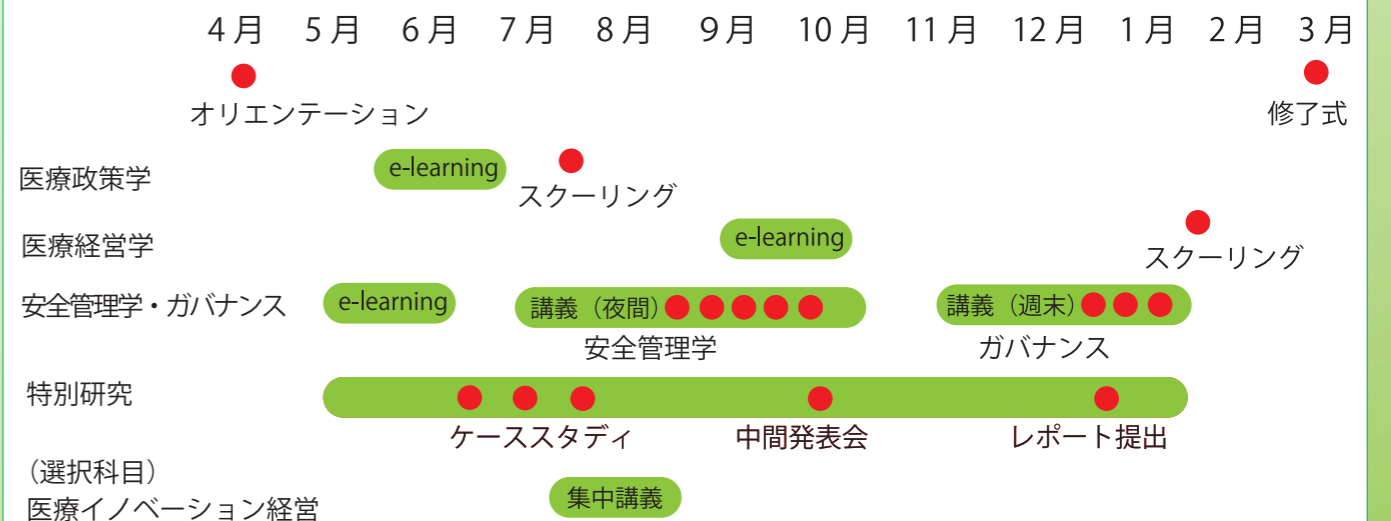 4月 5月 6月 7月 8月 9月 10月 11月 12月 1月 2月 3月
オリエンテーション 修了式
医療政策学 e-learning
スクーリング
医療経営学 e-learning
スクーリング
安全管理学・ガバナンス e-learning 講義（夜間） 講義（週末）
安全管理学 ガバナンス
特別研究
ケーススタディ 中間発表会 レポート提出
（選択科目）
医療イノベーション経営 集中講義